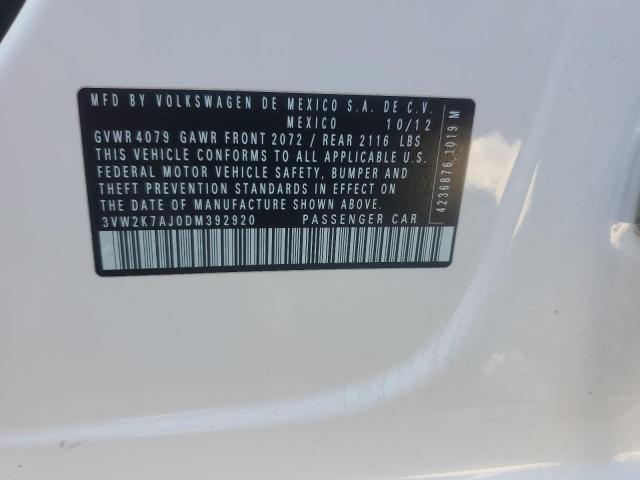 MFD BY VOLKSWAGEN DE MEXICO S.A. DE C.V.
MEXICO 10/12
GVWR 4079 GAWR FRONT 2072 / REAR 2116 LBS
THIS VEHICLE CONFORMS TO ALL APPLICABLE U.S.
FEDERAL MOTOR VEHICLE SAFETY, BUMPER AND
THEFT PREVENTION STANDARDS IN EFFECT ON
THE DATE OF MANUFACTURE SHOWN ABOVE.
3VW2K7AJ0DM392920 PASSENGER CAR
4236876 1019 M